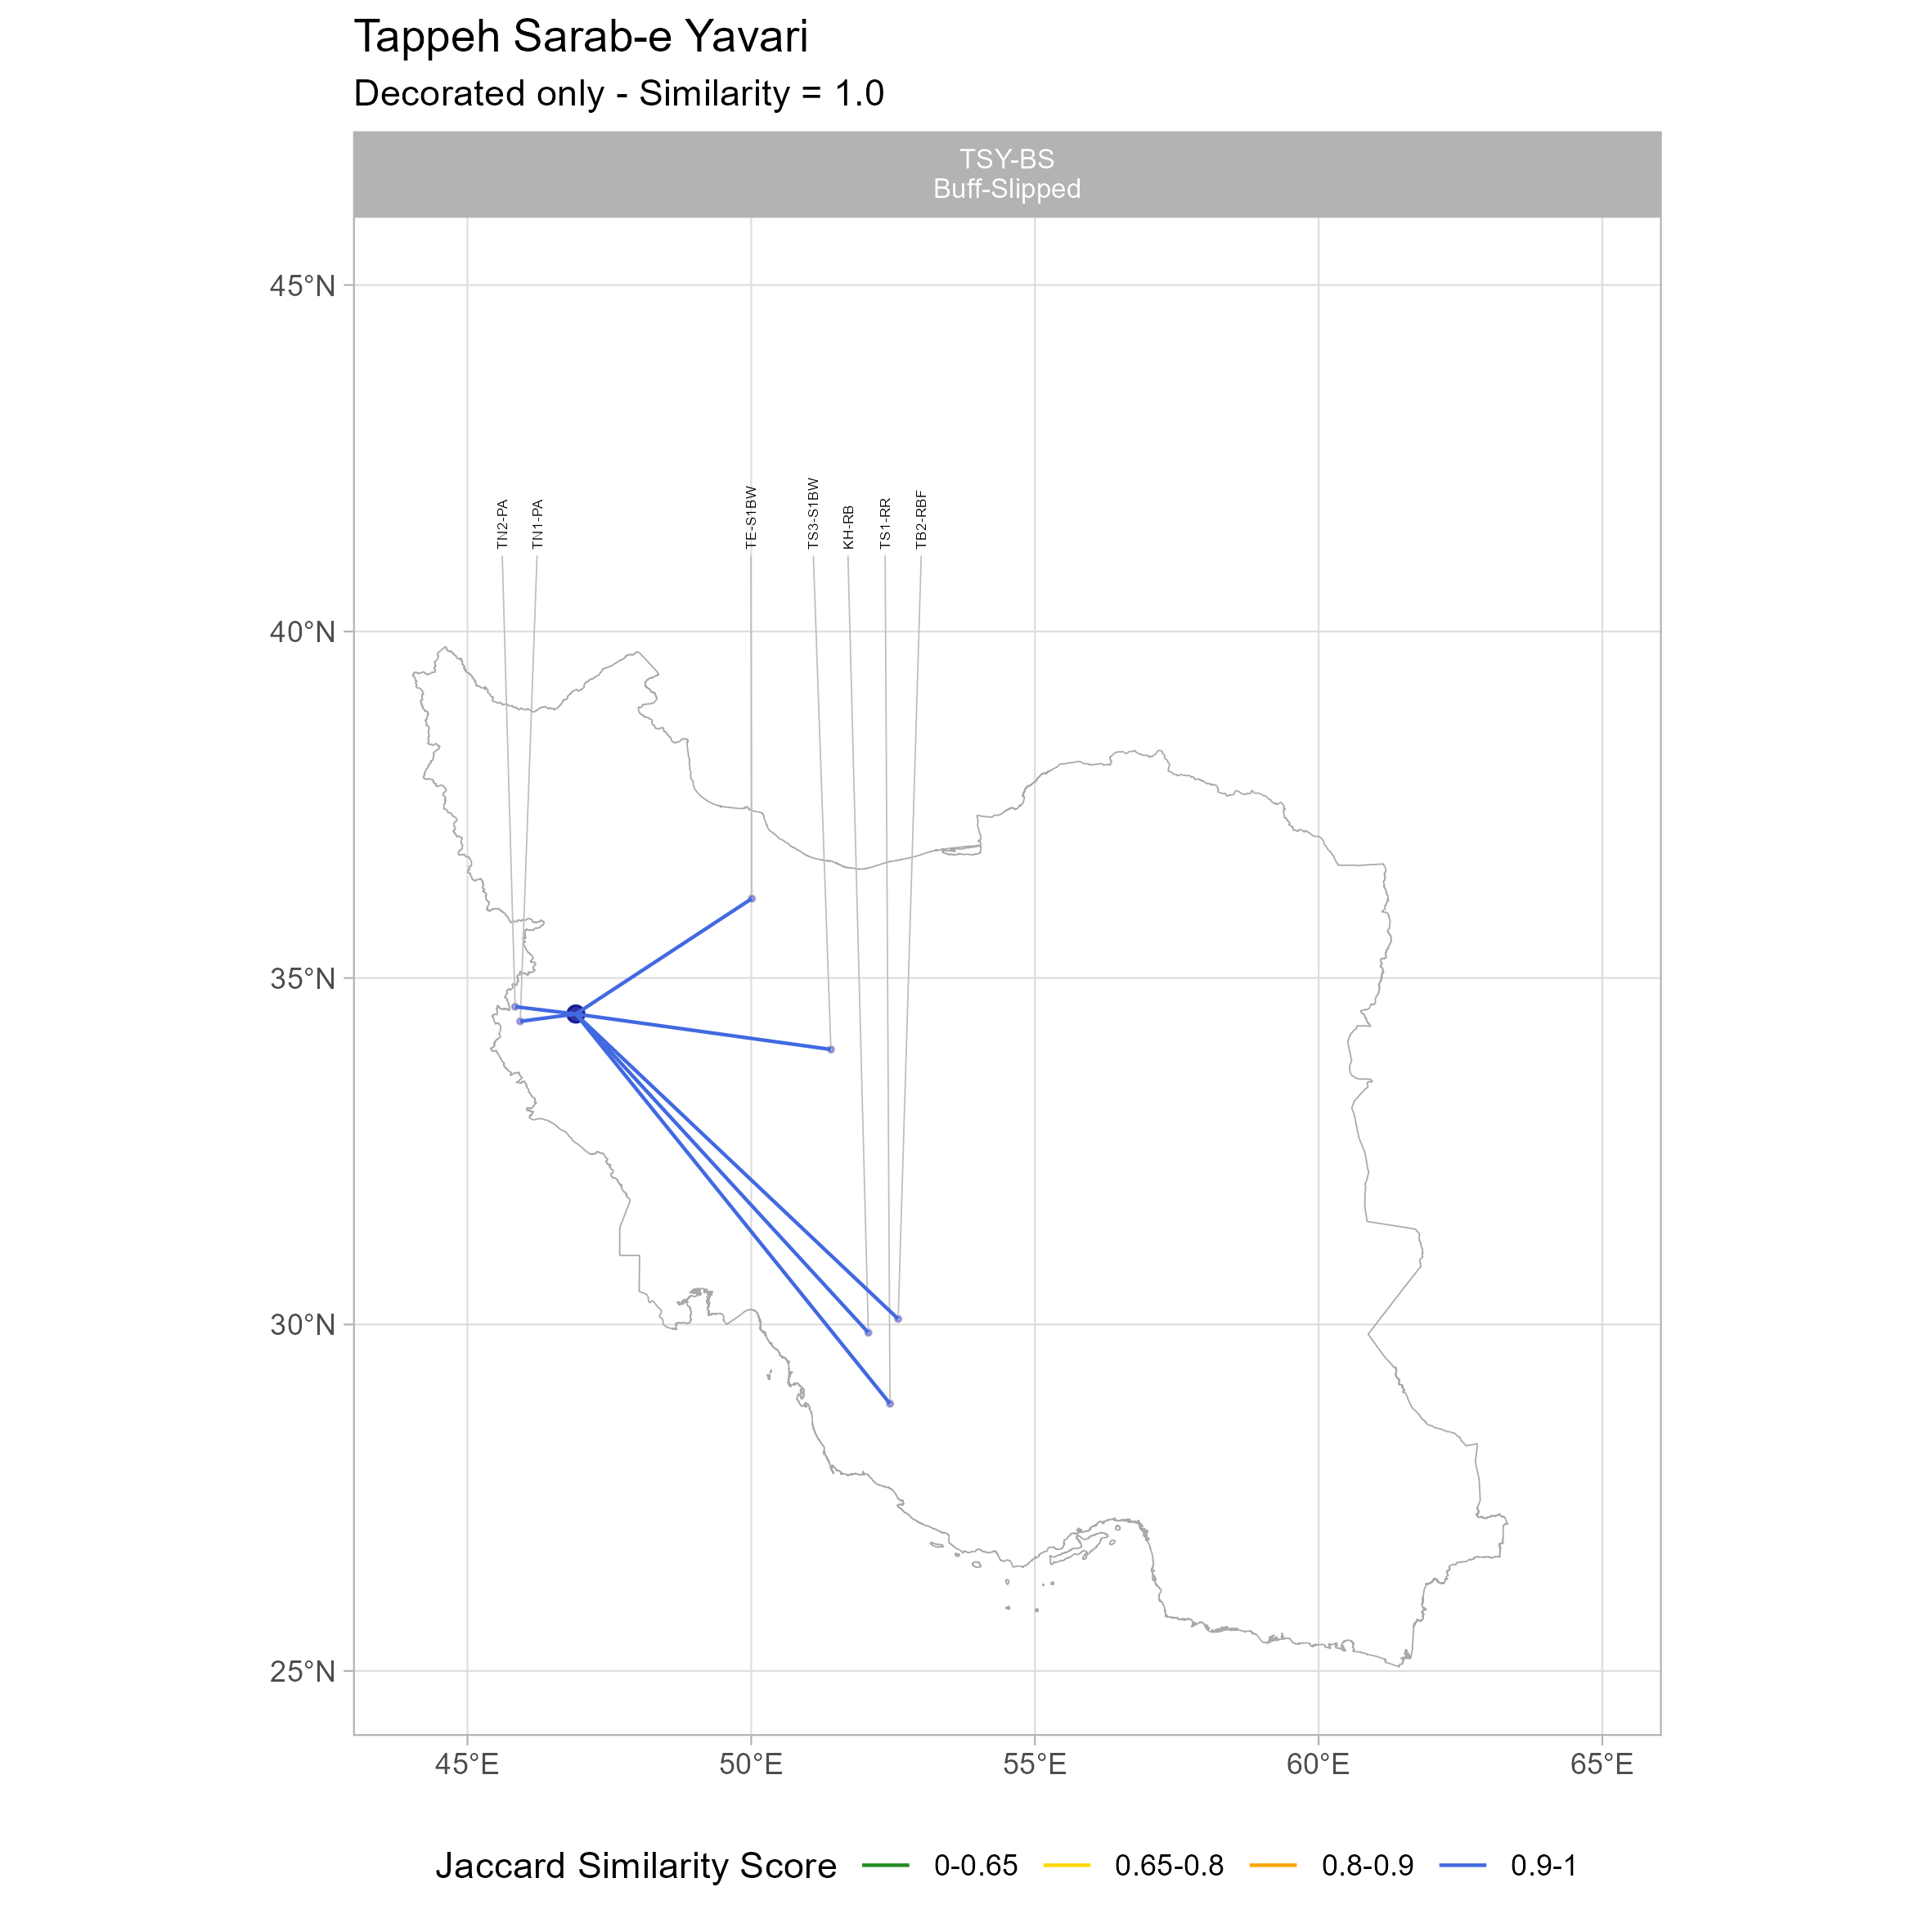 Tappeh Sarab-e Yavari
Decorated only - Similarity = 1.0
TSY-BS
Buff-Slipped
45°N
40°N
35°N
30°N
25°N
TN2-PA
TN1-PA
TE-S1BW
TS3-S1BW
KH-RB
TS1-RR
TB2-RBF
45°E
50°E
55°E
60°E
65°E
Jaccard Similarity Score
0-0.65
0.65-0.8
0.8-0.9
0.9-1